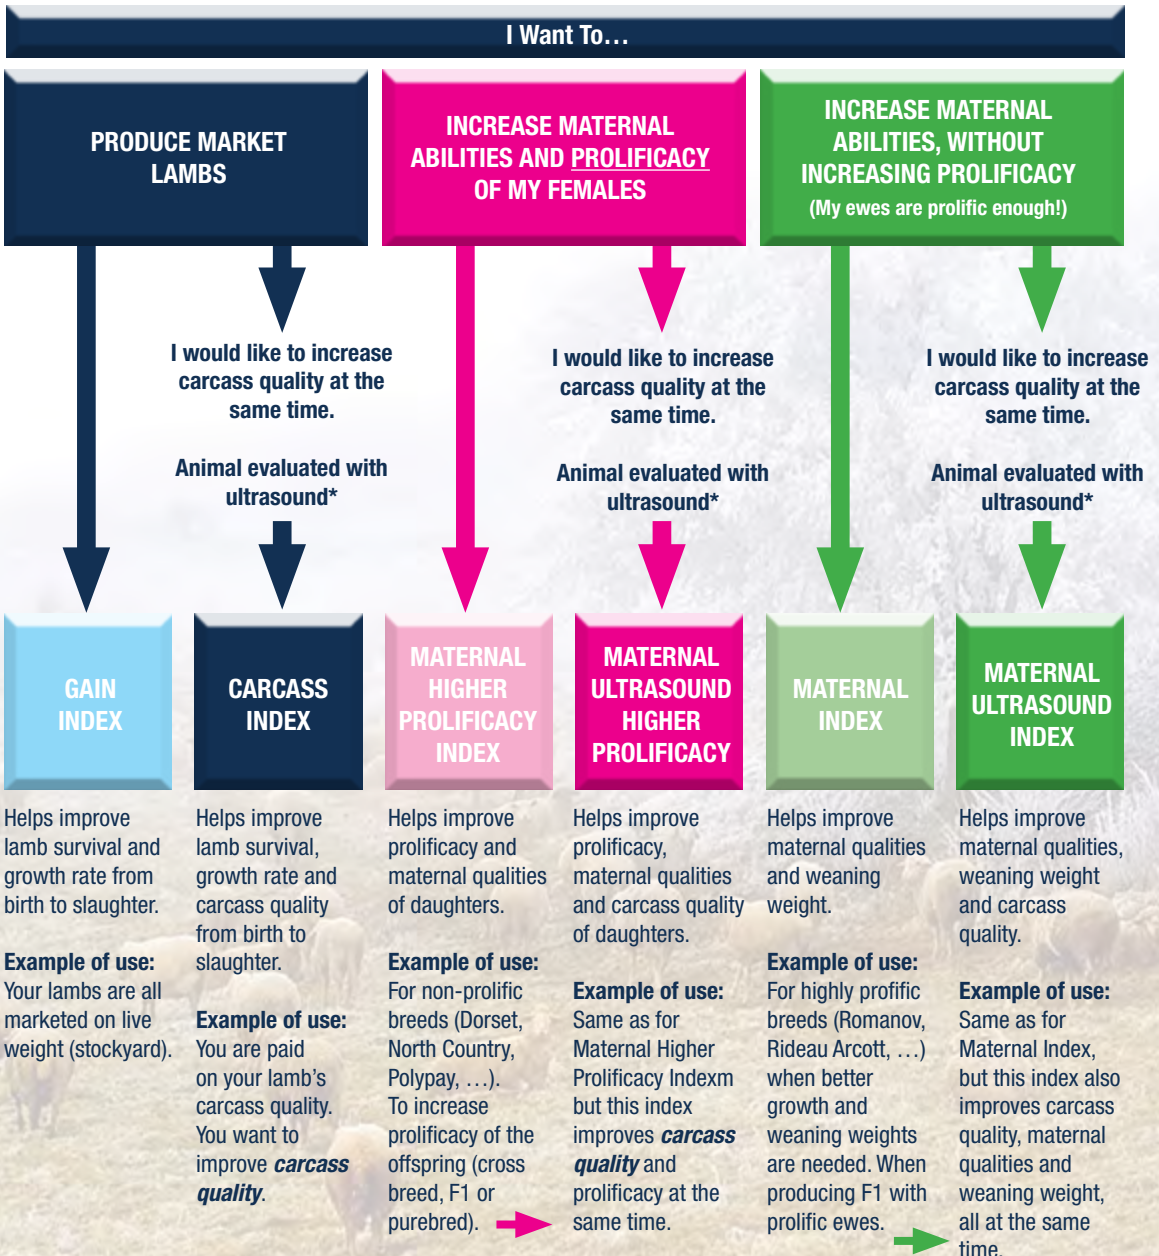 I Want To…
PRODUCE MARKET
LAMBS
INCREASE MATERNAL
ABILITIES AND PROLIFICACY
OF MY FEMALES
INCREASE MATERNAL
ABILITIES, WITHOUT
INCREASING PROLIFICACY
(My ewes are prolific enough!)
I would like to increase
carcass quality at the
same time.
Animal evaluated with
ultrasound*
I would like to increase
carcass quality at the
same time.
Animal evaluated with
ultrasound*
I would like to increase
carcass quality at the
same time.
Animal evaluated with
ultrasound*
GAIN
INDEX
CARCASS
INDEX
MATERNAL
HIGHER
PROLIFICACY
INDEX
MATERNAL
ULTRASOUND
HIGHER
PROLIFICACY
MATERNAL
INDEX
MATERNAL
ULTRASOUND
INDEX
Helps improve
lamb survival and
growth rate from
birth to slaughter.
Example of use:
Your lambs are all
marketed on live
weight (stockyard).
Helps improve
lamb survival,
growth rate and
carcass quality
from birth to
slaughter.
Example of use:
You are paid
on your lamb's
carcass quality.
You want to
improve carcass
quality.
Helps improve
prolificacy and
maternal qualities
of daughters.
Example of use:
For non-prolific
breeds (Dorset,
North Country,
Polypay, …).
To increase
prolificacy of the
offspring (cross
breed, F1 or
purebred).
Helps improve
prolificacy,
maternal qualities
and carcass quality
of daughters.
Example of use:
Same as for
Maternal Higher
Prolificacy Indexm
but this index
improves carcass
quality and
prolificacy at the
same time.
Helps improve
maternal qualities
and weaning
weight.
Example of use:
For highly profific
breeds (Romanov,
Rideau Arcott, …)
when better
growth and
weaning weights
are needed. When
producing F1 with
prolific ewes.
Helps improve
maternal qualities,
weaning weight
and carcass
quality.
Example of use:
Same as for
Maternal Index,
but this index also
improves carcass
quality, maternal
qualities and
weaning weight,
all at the same
time.